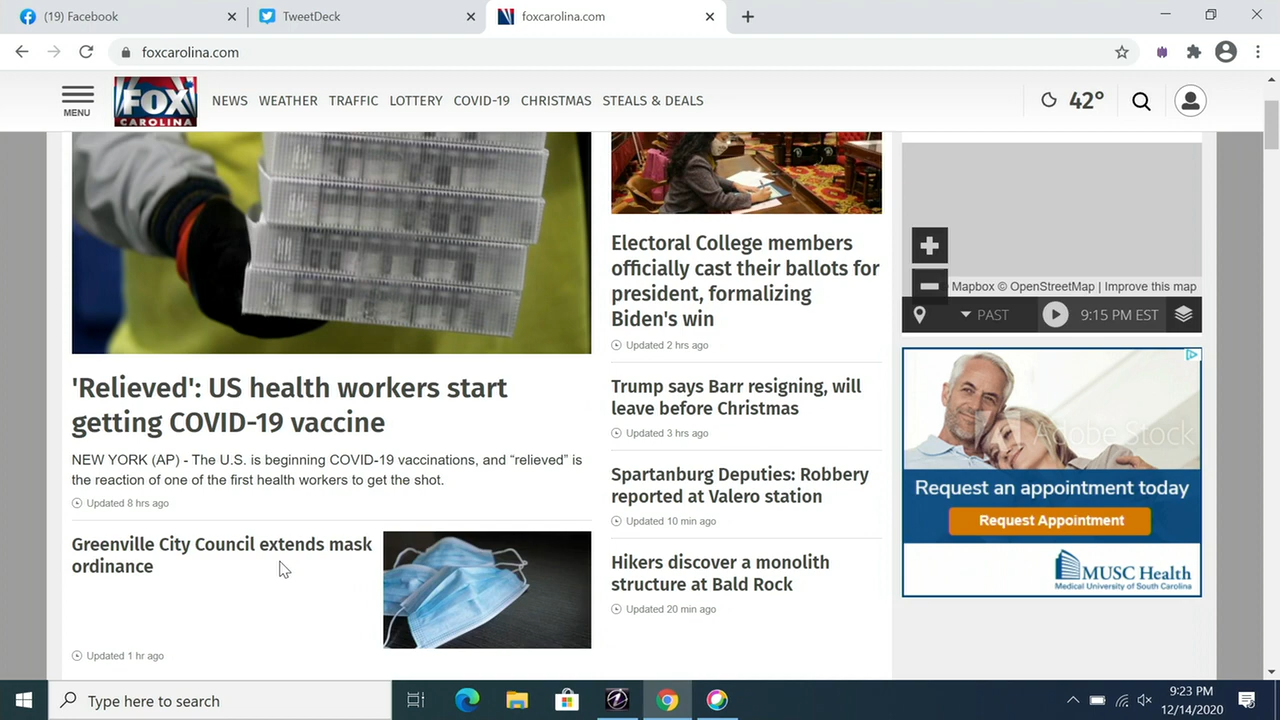 (19) Facebook
TweetDeck
foxcarolina.com
foxcarolina.com
MENU
FOX
CAROLINA
NEWS WEATHER TRAFFIC LOTTERY COVID-19 CHRISTMAS STEALS & DEALS
42°
'Relieved': US health workers start
getting COVID-19 vaccine
NEW YORK (AP) - The U.S. is beginning COVID-19 vaccinations, and “relieved” is
the reaction of one of the first health workers to get the shot.
Updated 8 hrs ago
Greenville City Council extends mask
ordinance
Updated 1 hr ago
Electoral College members
officially cast their ballots for
president, formalizing
Biden's win
Updated 2 hrs ago
Trump says Barr resigning, will
leave before Christmas
Updated 3 hrs ago
Spartanburg Deputies: Robbery
reported at Valero station
Updated 10 min ago
Hikers discover a monolith
structure at Bald Rock
Updated 20 min ago
Mapbox © OpenStreetMap | Improve this map
PAST
9:15 PM EST
Adobe Stock
Request an appointment today
Request Appointment
MUSC Health
Medical University of South Carolina
Type here to search
9:23 PM
12/14/2020